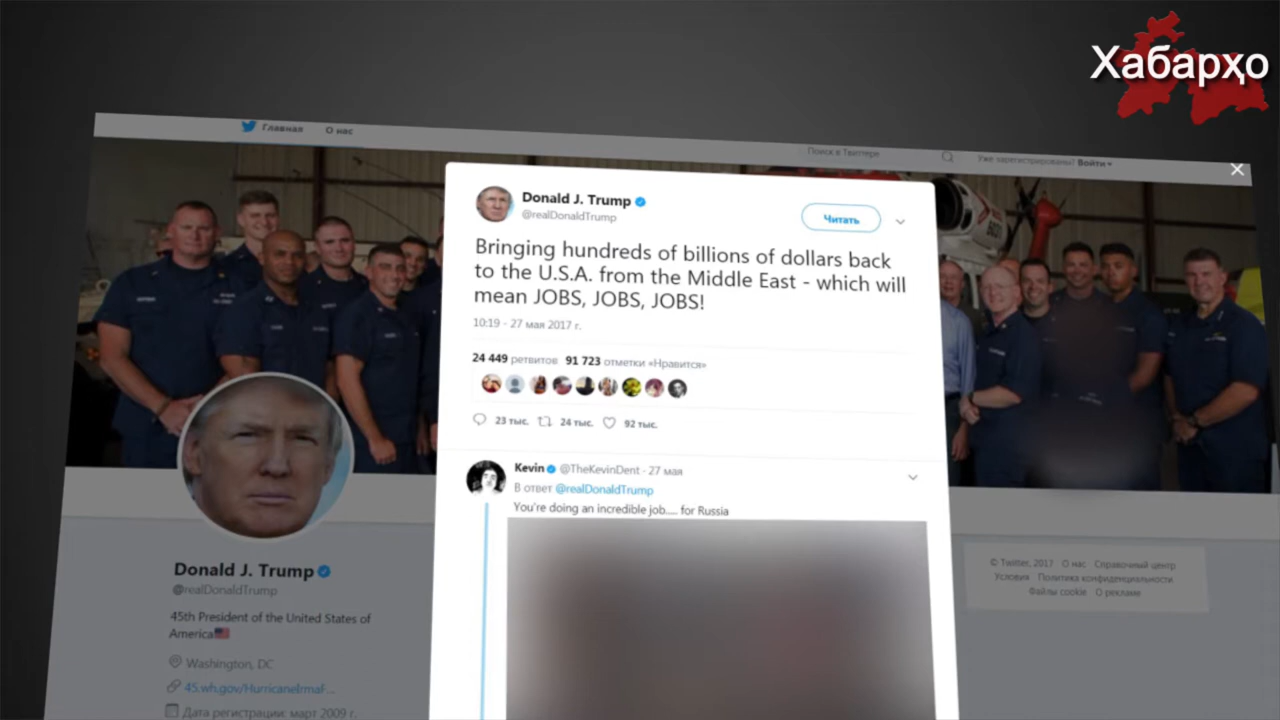 Хабарҳо
Главная О нас
Поиск в Твиттере
Уже зарегистрированы? Войти
Donald J. Trump
@realDonaldTrump
Читать
Bringing hundreds of billions of dollars back
to the U.S.A. from the Middle East - which will
mean JOBS, JOBS, JOBS!
10:19 - 27 мая 2017 г.
24 449 ретвитов 91 723 отметки «Нравится»
23 тыс. 24 тыс. 92 тыс.
Kevin @TheKevinDent · 27 мая
В ответ @realDonaldTrump
You're doing an incredible job.... for Russia
Donald J. Trump
@realDonaldTrump
45th President of the United States of
America
Washington, DC
45.wh.gov/HurricaneIrmaF...
Дата регистрации: март 2009 г.
© Twitter, 2017 О нас Справочный центр
Условия Политика конфиденциальности
Файлы cookie О рекламе